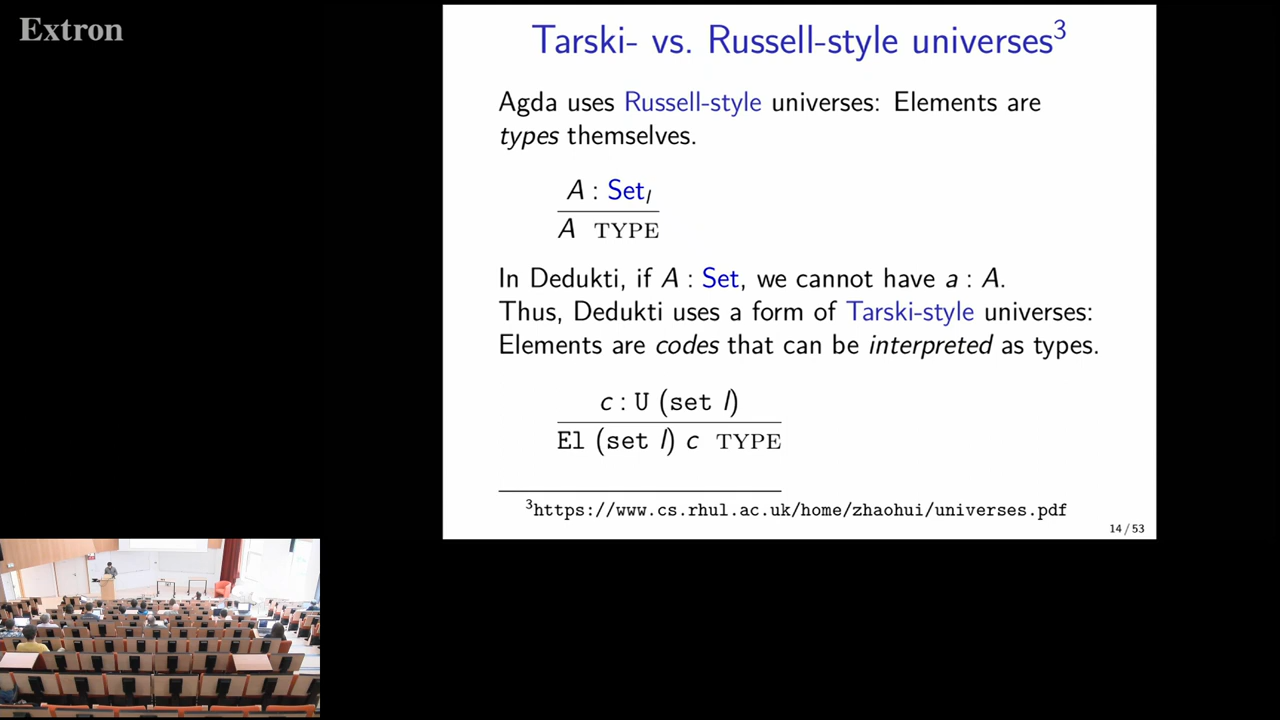 Extron
Tarski- vs. Russell-style universes³
Agda uses Russell-style universes: Elements are
types themselves.
A : Setₗ
A TYPE
In Dedukti, if A : Set, we cannot have a : A.
Thus, Dedukti uses a form of Tarski-style universes:
Elements are codes that can be interpreted as types.
c : U (set l)
El (set l) c TYPE
³https://www.cs.rhul.ac.uk/home/zhaohui/universes.pdf
14 / 53